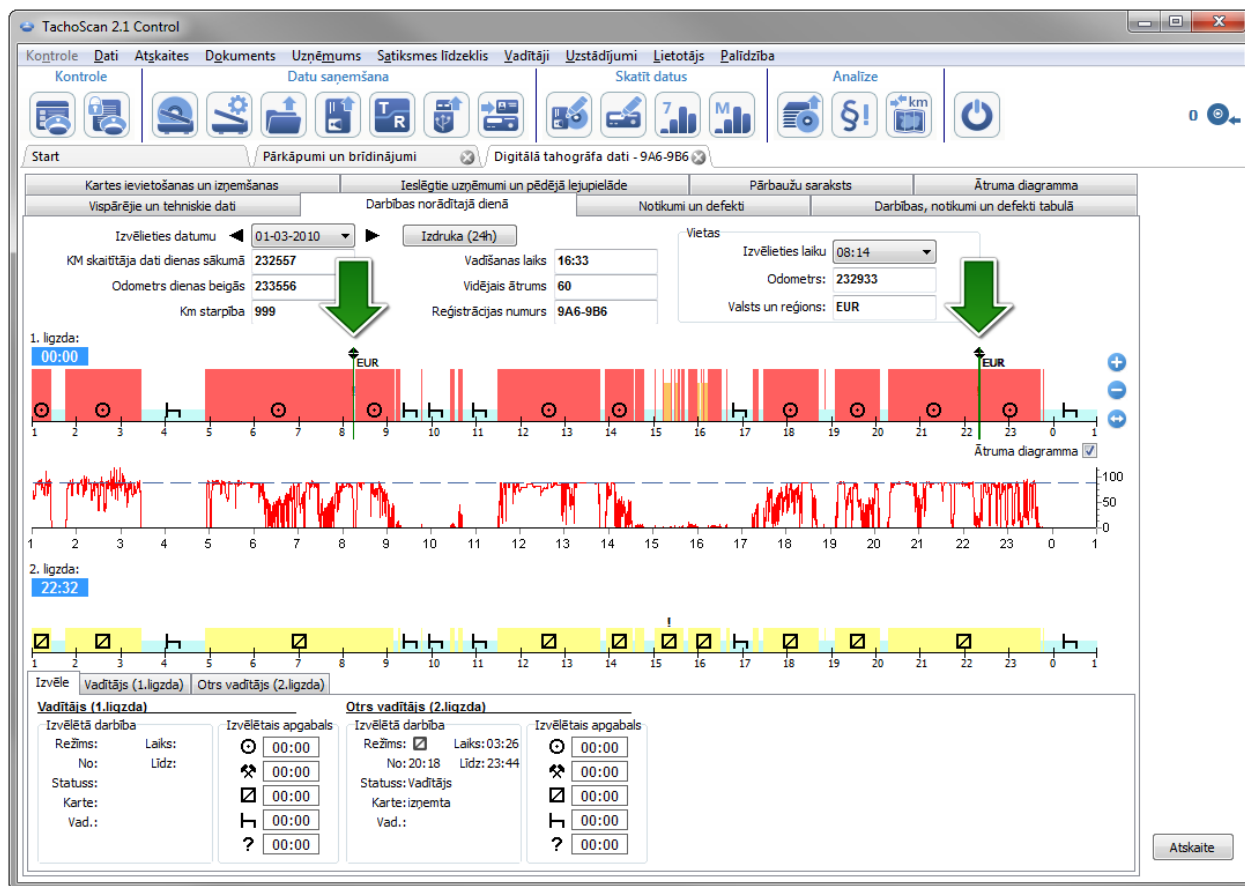 TachoScan 2.1 Control
Kontrole Dati Atskaites Dokuments Uzņēmums Satiksmes līdzeklis Vadītāji Uzstādījumi Lietotājs Palīdzība
Kontrole Datu saņemšana Skatīt datus Analīze
T R 7 M §! km
0
Start Pārkāpumi un brīdinājumi Digitālā tahogrāfa dati - 9A6-9B6
Kartes ievietošanas un izņemšanas Ieslēgtie uzņēmumi un pēdējā lejupielāde Pārbaužu saraksts Ātruma diagramma
Vispārējie un tehniskie dati Darbības norādītajā dienā Notikumi un defekti Darbības, notikumi un defekti tabulā
Izvēlieties datumu 01-03-2010 Izdruka (24h) Vietas
Izvēlieties laiku 08:14
KM skaitītāja dati dienas sākumā 232557 Vadīšanas laiks 16:33
Odometrs dienas beigās 233556 Vidējais ātrums 60 Odometrs: 232933
Km starpība 999 Reģistrācijas numurs 9A6-9B6 Valsts un reģions: EUR
1. ligzda:
00:00
EUR EUR
1 2 3 4 5 6 7 8 9 10 11 12 13 14 15 16 17 18 19 20 21 22 23 0 1
Ātruma diagramma
100
50
0
1 2 3 4 5 6 7 8 9 10 11 12 13 14 15 16 17 18 19 20 21 22 23 0 1
2. ligzda:
22:32
!
1 2 3 4 5 6 7 8 9 10 11 12 13 14 15 16 17 18 19 20 21 22 23 0 1
Izvēle Vadītājs (1.ligzda) Otrs vadītājs (2.ligzda)
Vadītājs (1.ligzda) Otrs vadītājs (2.ligzda)
Izvēlētā darbība Izvēlētais apgabals Izvēlētā darbība Izvēlētais apgabals
Režīms: Laiks: 00:00 Režīms: Laiks: 03:26 00:00
No: Līdz: 00:00 No: 20:18 Līdz: 23:44 00:00
Statuss: 00:00 Statuss: Vadītājs 00:00
Karte: 00:00 Karte: izņemta 00:00
Vad.: ? 00:00 Vad.: ? 00:00
Atskaite